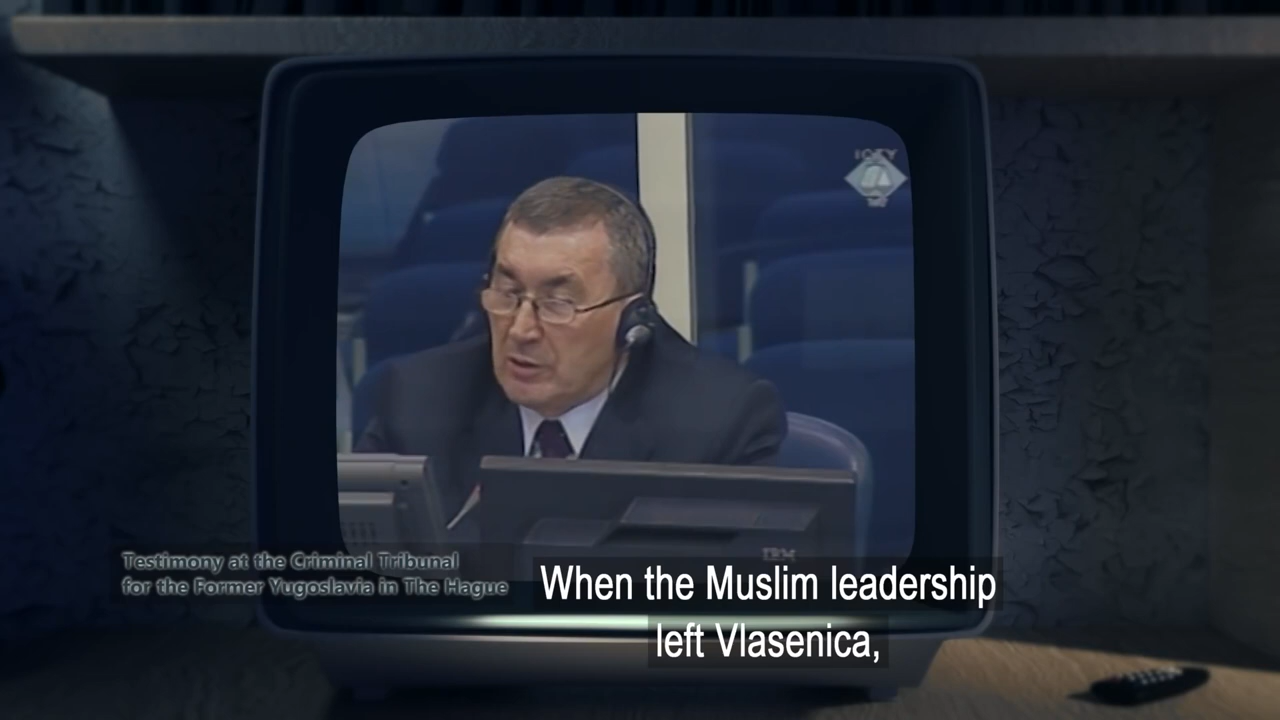 ICTY
IBM
Testimony at the Criminal Tribunal
for the Former Yugoslavia in The Hague
When the Muslim leadership
left Vlasenica,